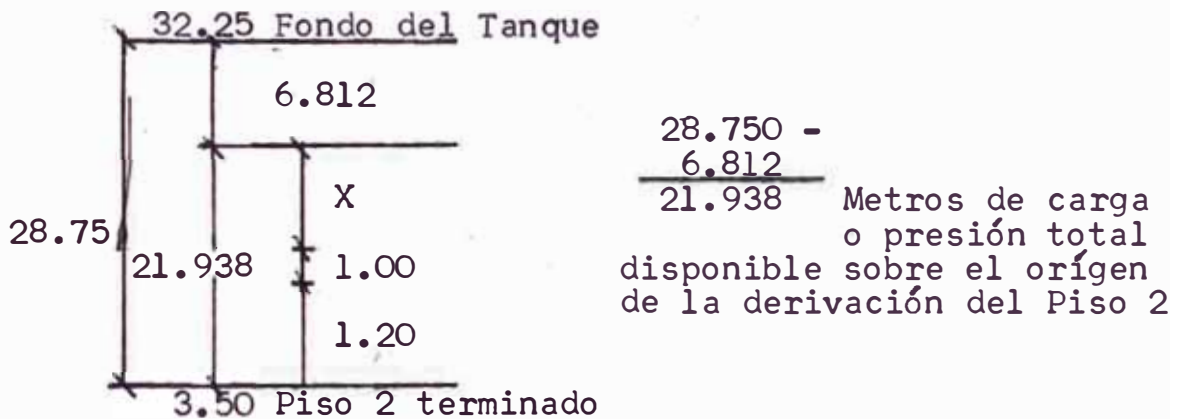 32.25 Fondo del Tanque
6.812
X
28.75
21.938
1.00
1.20
3.50 Piso 2 terminado
28.750 -
6.812
21.938 Metros de carga
o presión total
disponible sobre el orígen
de la derivación del Piso 2